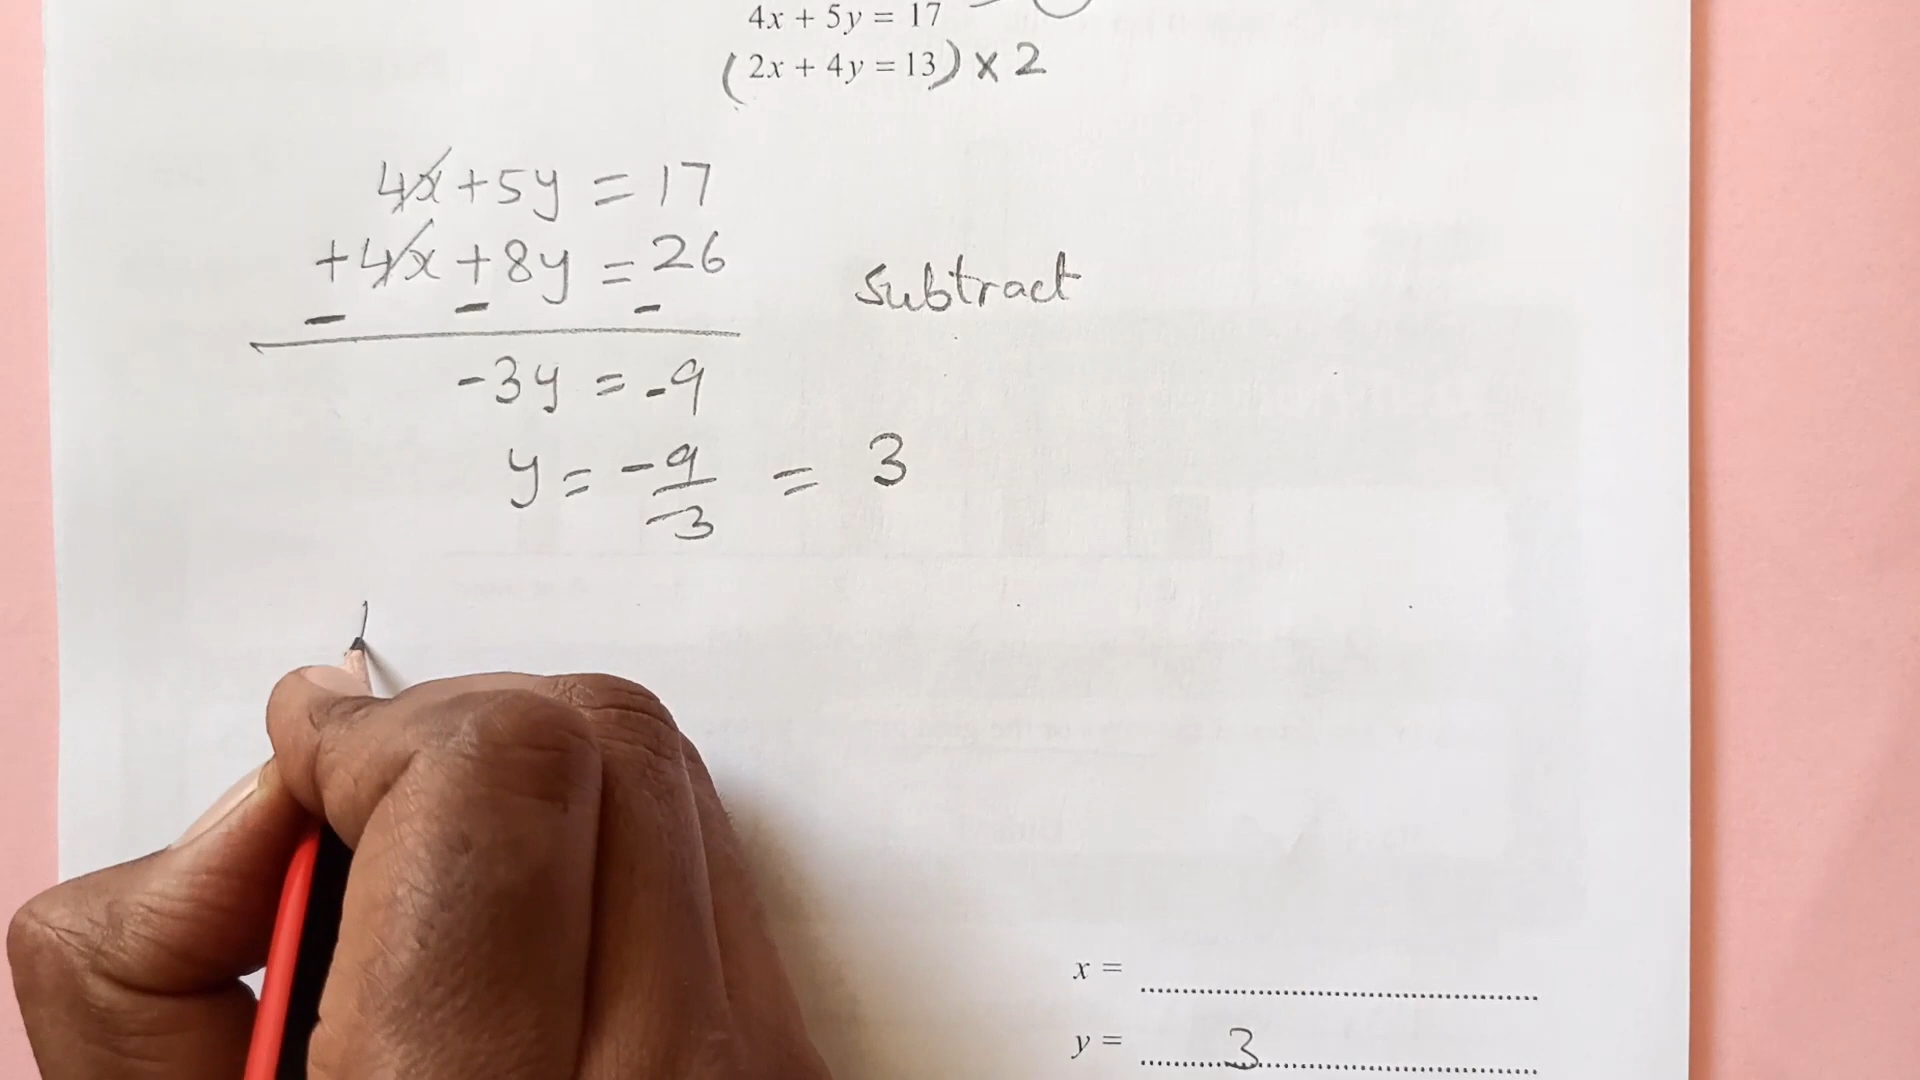 4x + 5y = 17
(2x + 4y = 13) × 2
4x + 5y = 17
+4x + 8y = 26
- - -
subtract
-3y = -9
y = -9/-3 = 3
x =
y = 3